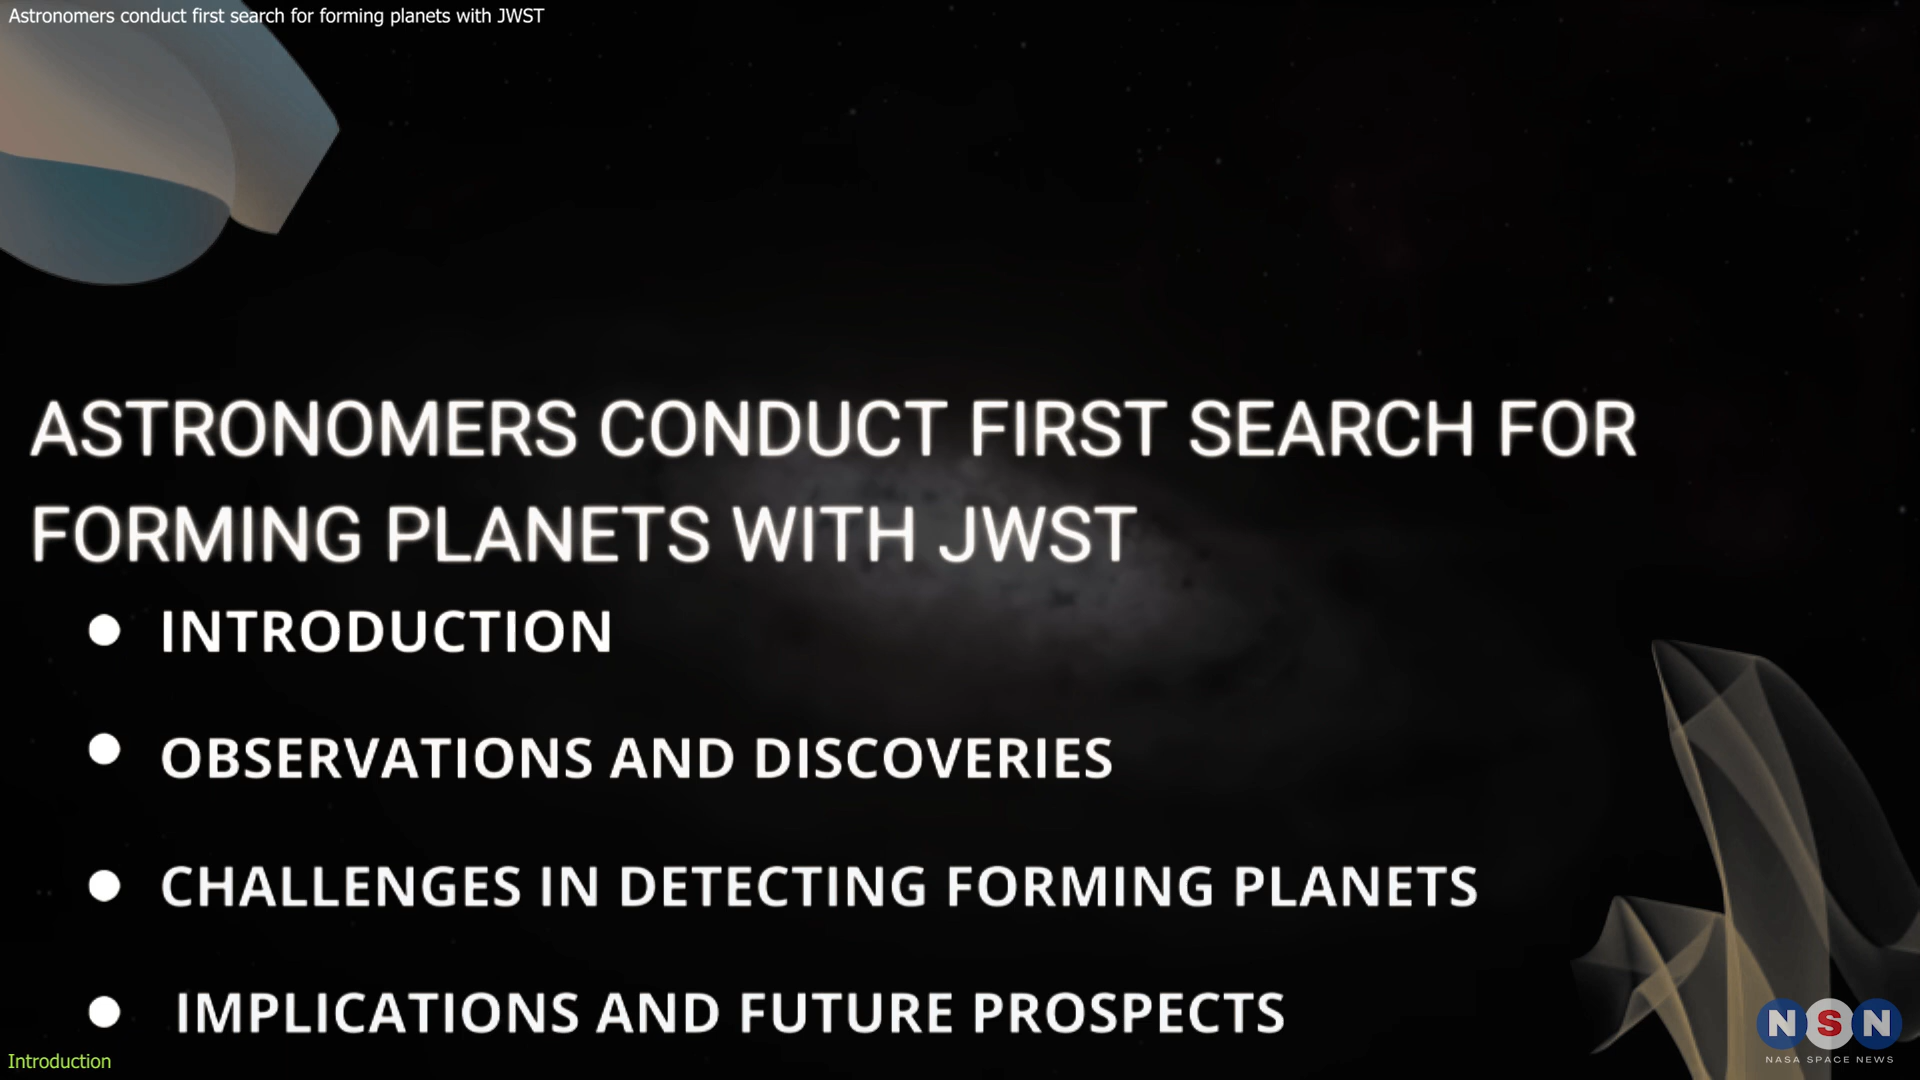 Astronomers conduct first search for forming planets with JWST
ASTRONOMERS CONDUCT FIRST SEARCH FOR
FORMING PLANETS WITH JWST
● INTRODUCTION
● OBSERVATIONS AND DISCOVERIES
● CHALLENGES IN DETECTING FORMING PLANETS
● IMPLICATIONS AND FUTURE PROSPECTS
NSN
NASA SPACE NEWS
Introduction